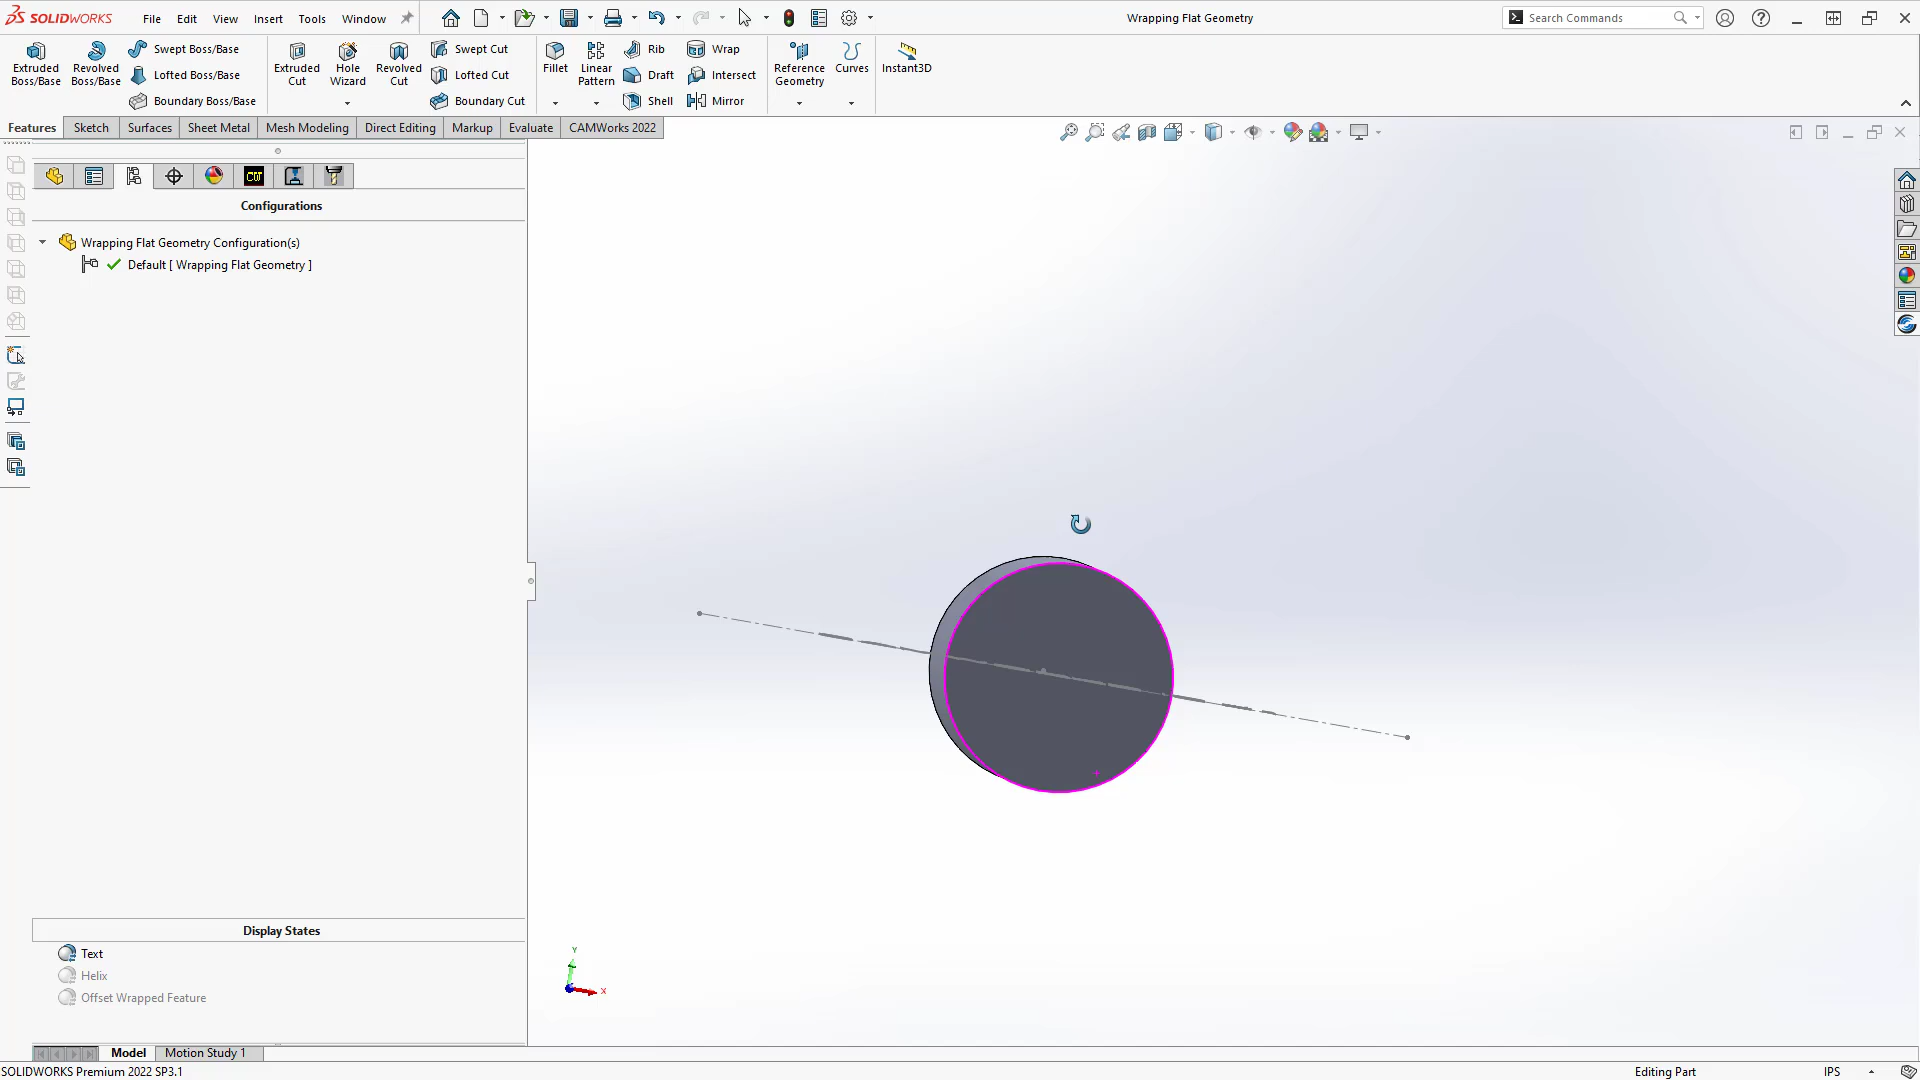 SOLIDWORKS
File Edit View Insert Tools Window
Wrapping Flat Geometry
Search Commands
Extruded Boss/Base
Revolved Boss/Base
Swept Boss/Base
Lofted Boss/Base
Boundary Boss/Base
Extruded Cut
Hole Wizard
Revolved Cut
Swept Cut
Lofted Cut
Boundary Cut
Fillet
Linear Pattern
Rib
Draft
Shell
Wrap
Intersect
Mirror
Reference Geometry
Curves
Instant3D
Features Sketch Surfaces Sheet Metal Mesh Modeling Direct Editing Markup Evaluate CAMWorks 2022
CW
Configurations
Wrapping Flat Geometry Configuration(s)
Default [ Wrapping Flat Geometry ]
Display States
Text
Helix
Offset Wrapped Feature
Y
X
Model Motion Study 1
SOLIDWORKS Premium 2022 SP3.1
Editing Part
IPS